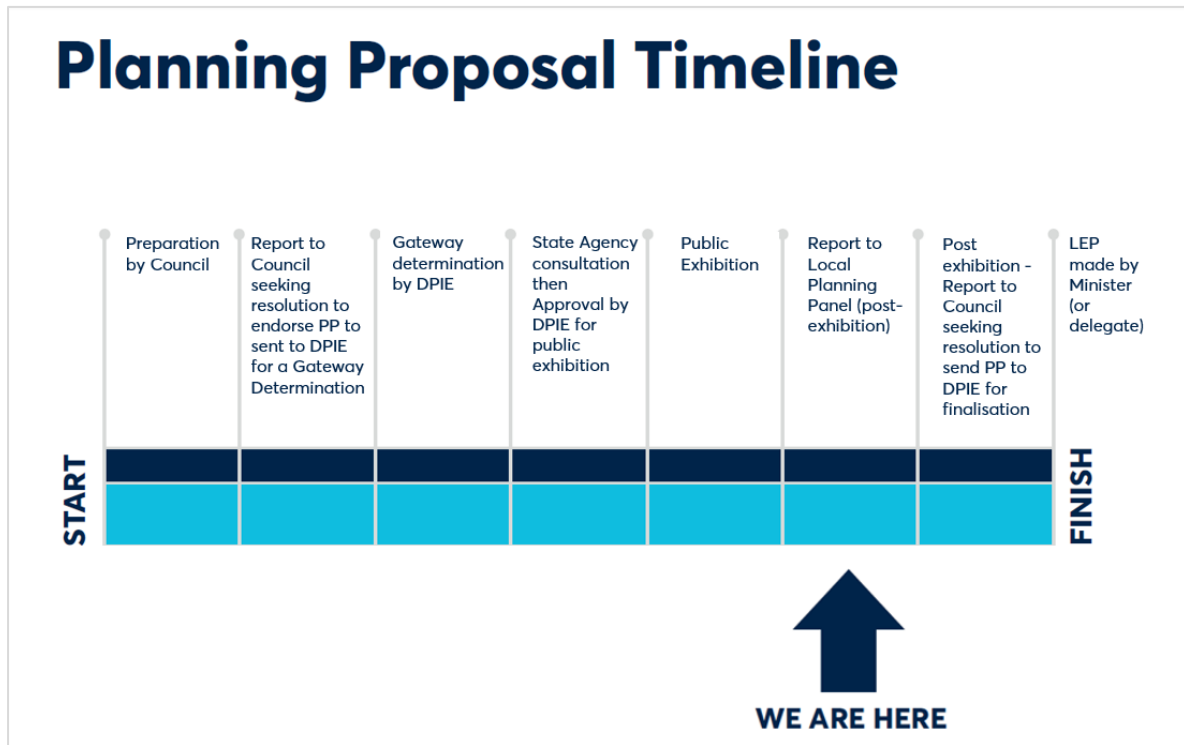 Planning Proposal Timeline
Preparation
by Council
Report to
Council
seeking
resolution to
endorse PP to
sent to DPIE
for a Gateway
Determination
Gateway
determination
by DPIE
State Agency
consultation
then
Approval by
DPIE for
public
exhibition
Public
Exhibition
Report to
Local
Planning
Panel (post-
exhibition)
Post
exhibition -
Report to
Council
seeking
resolution to
send PP to
DPIE for
finalisation
LEP
made by
Minister
(or
delegate)
START
FINISH
WE ARE HERE